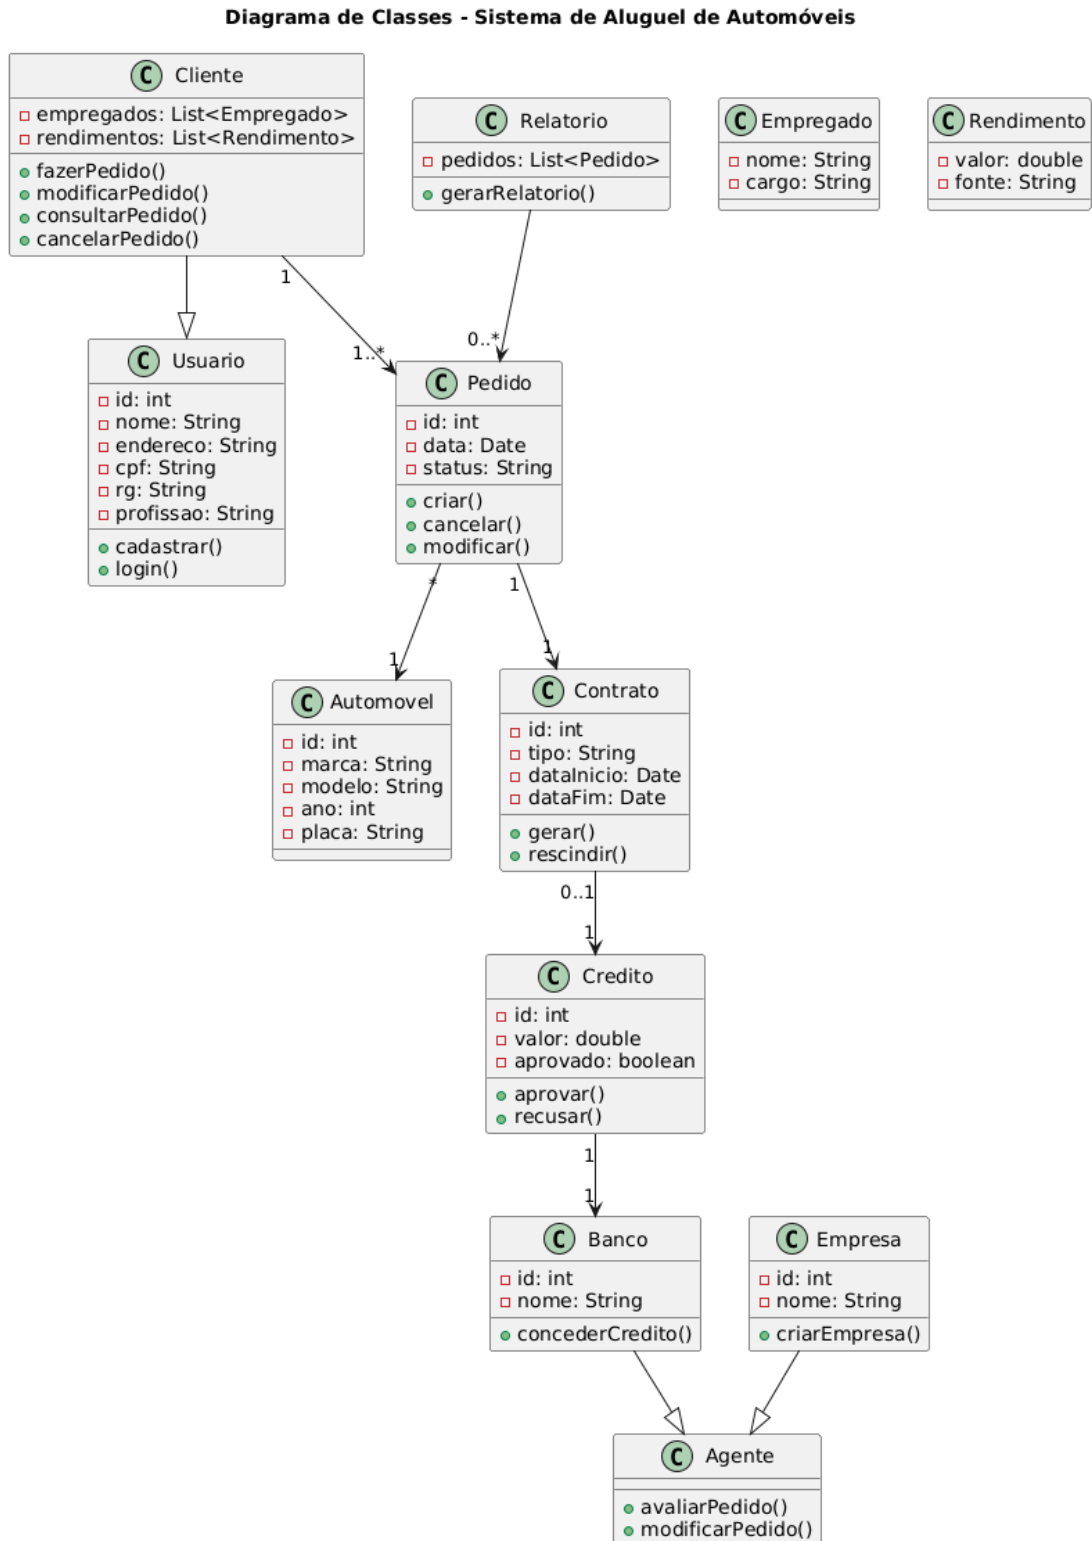 Diagrama de Classes - Sistema de Aluguel de Automóveis
C Cliente
empregados: List<Empregado>
rendimentos: List<Rendimento>
fazerPedido()
modificarPedido()
consultarPedido()
cancelarPedido()
C Relatorio
pedidos: List<Pedido>
gerarRelatorio()
C Empregado
nome: String
cargo: String
C Rendimento
valor: double
fonte: String
1
1..*
0..*
C Usuario
id: int
nome: String
endereco: String
cpf: String
rg: String
profissao: String
cadastrar()
login()
C Pedido
id: int
data: Date
status: String
criar()
cancelar()
modificar()
*
1
1
1
C Automovel
id: int
marca: String
modelo: String
ano: int
placa: String
C Contrato
id: int
tipo: String
dataInicio: Date
dataFim: Date
gerar()
rescindir()
0..1
1
C Credito
id: int
valor: double
aprovado: boolean
aprovar()
recusar()
1
1
C Banco
id: int
nome: String
concederCredito()
C Empresa
id: int
nome: String
criarEmpresa()
C Agente
avaliarPedido()
modificarPedido()